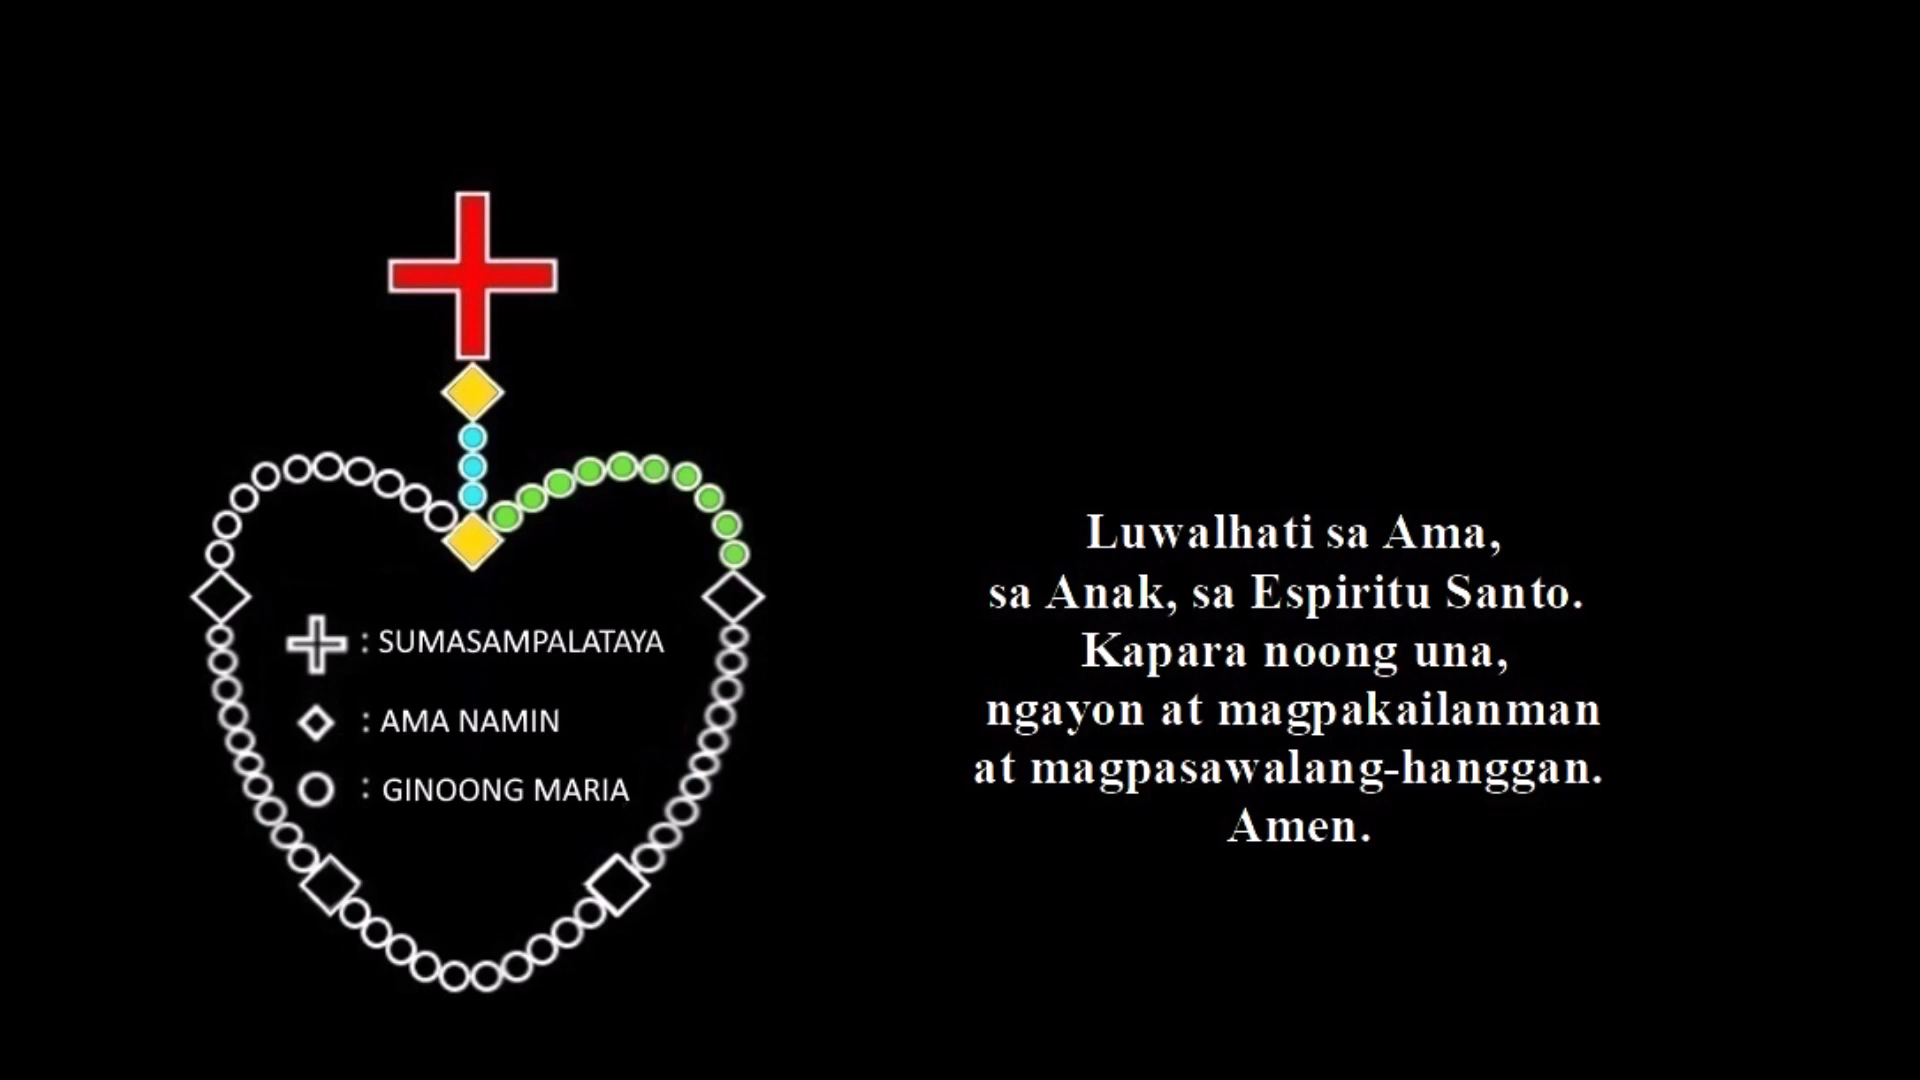 : SUMASAMPALATAYA
: AMA NAMIN
: GINOONG MARIA
Luwalhati sa Ama,
sa Anak, sa Espiritu Santo.
Kapara noong una,
ngayon at magpakailanman
at magpasawalang-hanggan.
Amen.